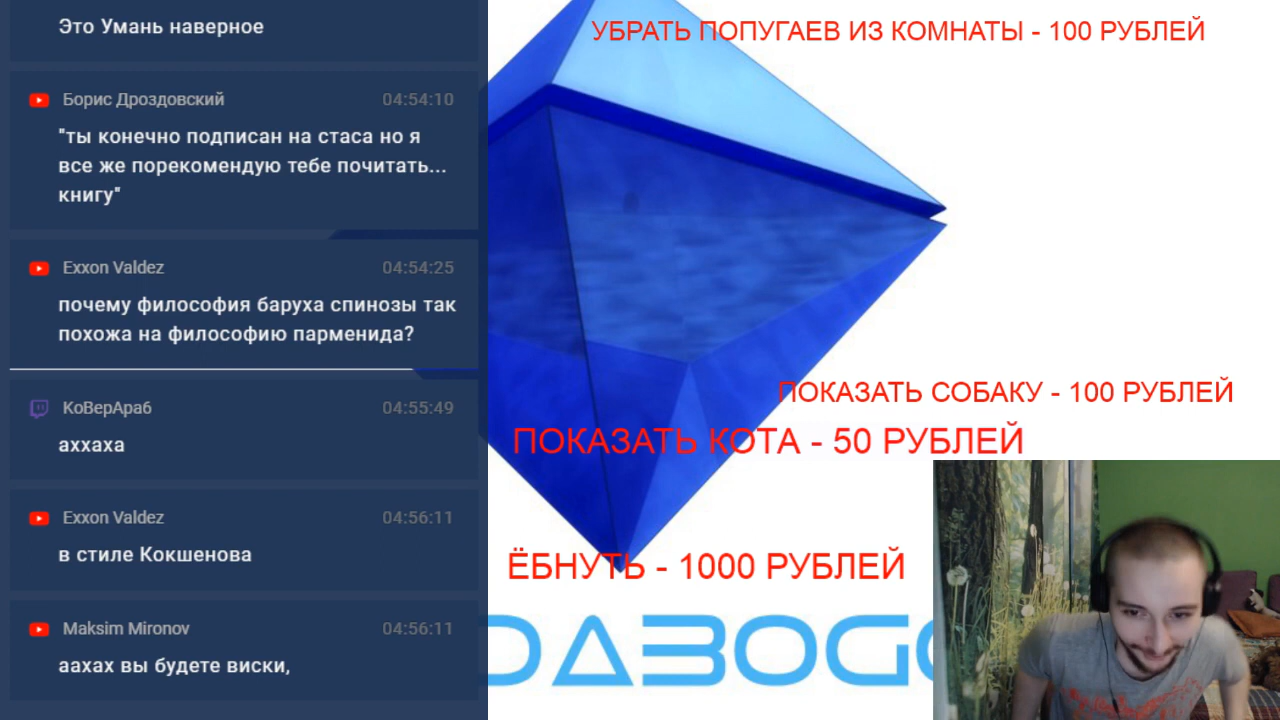 Это Умань наверное
Борис Дроздовский 04:54:10
"ты конечно подписан на стаса но я
все же порекомендую тебе почитать...
книгу"
Exxon Valdez 04:54:25
почему философия баруха спинозы так
похожа на философию парменида?
КоВерАра6 04:55:49
аххаха
Exxon Valdez 04:56:11
в стиле Кокшенова
Maksim Mironov 04:56:11
аахах вы будете виски,
УБРАТЬ ПОПУГАЕВ ИЗ КОМНАТЫ - 100 РУБЛЕЙ
ПОКАЗАТЬ СОБАКУ - 100 РУБЛЕЙ
ПОКАЗАТЬ КОТА - 50 РУБЛЕЙ
ЁБНУТЬ - 1000 РУБЛЕЙ